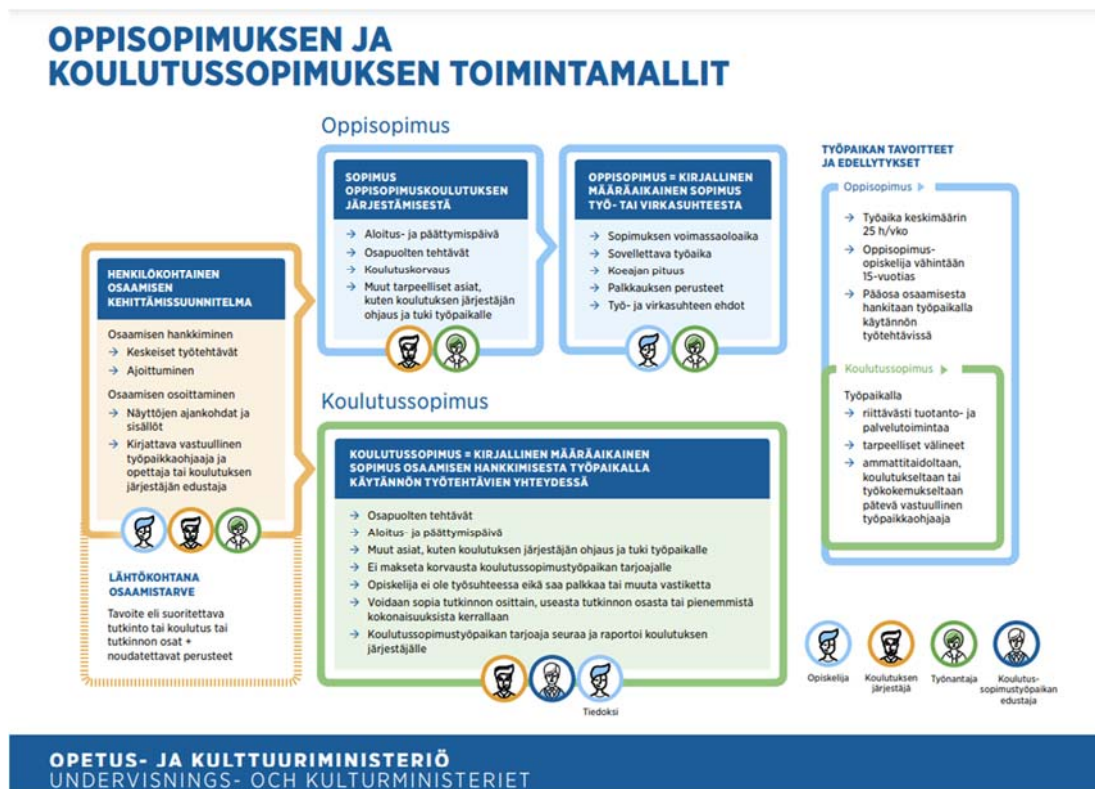 OPPISOPIMUKSEN JA
KOULUTUSSOPIMUKSEN TOIMINTAMALLIT
HENKILÖKOHTAINEN
OSAAMISEN
KEHITTÄMISSUUNNITELMA
Osaamisen hankkiminen
→ Keskeiset työtehtävät
→ Ajoittuminen
Osaamisen osoittaminen
→ Näyttöjen ajankohdat ja
sisällöt
→ Kirjattava vastuullinen
työpaikkaohjaaja ja
opettaja tai koulutuksen
järjestäjän edustaja
LÄHTÖKOHTANA
OSAAMISTARVE
Tavoite eli suoritettava
tutkinto tai koulutus tai
tutkinnon osat +
noudatettavat perusteet
Oppisopimus
SOPIMUS
OPPISOPIMUSKOULUTUKSEN
JÄRJESTÄMISESTÄ
→ Aloitus- ja päättymispäivä
→ Osapuolten tehtävät
→ Koulutuskorvaus
→ Muut tarpeelliset asiat,
kuten koulutuksen järjestäjän
ohjaus ja tuki työpaikalle
OPPISOPIMUS = KIRJALLINEN
MÄÄRÄAIKAINEN SOPIMUS
TYÖ- TAI VIRKASUHTEESTA
→ Sopimuksen voimassaoloaika
→ Sovellettava työaika
→ Koeajan pituus
→ Palkkauksen perusteet
→ Työ- ja virkasuhteen ehdot
Koulutussopimus
KOULUTUSSOPIMUS = KIRJALLINEN MÄÄRÄAIKAINEN
SOPIMUS OSAAMISEN HANKKIMISESTA TYÖPAIKALLA
KÄYTÄNNÖN TYÖTEHTÄVIEN YHTEYDESSÄ
→ Osapuolten tehtävät
→ Aloitus- ja päättymispäivä
→ Muut asiat, kuten koulutuksen järjestäjän ohjaus ja tuki työpaikalle
→ Ei makseta korvausta koulutussopimustyöpaikan tarjoajalle
→ Opiskelija ei ole työsuhteessa eikä saa palkkaa tai muuta vastiketta
→ Voidaan sopia tutkinnon osittain, useasta tutkinnon osasta tai pienemmistä
kokonaisuuksista kerrallaan
→ Koulutussopimustyöpaikan tarjoaja seuraa ja raportoi koulutuksen
järjestäjälle
Tiedoksi
TYÖPAIKAN TAVOITTEET
JA EDELLYTYKSET
Oppisopimus
→ Työaika keskimäärin
25 h/vko
→ Oppisopimus-
opiskelija vähintään
15-vuotias
→ Pääosa osaamisesta
hankitaan työpaikalla
käytännön
työtehtävissä
Koulutussopimus
Työpaikalla
→ riittävästi tuotanto- ja
palvelutoimintaa
→ tarpeelliset välineet
→ ammattitaidoltaan,
koulutukseltaan tai
työkokemukseltaan
pätevä vastuullinen
työpaikkaohjaaja
Opiskelija
Koulutuksen
järjestäjä
Työnantaja
Koulutus-
sopimustyöpaikan
edustaja
OPETUS- JA KULTTUURIMINISTERIÖ
UNDERVISNINGS- OCH KULTURMINISTERIET